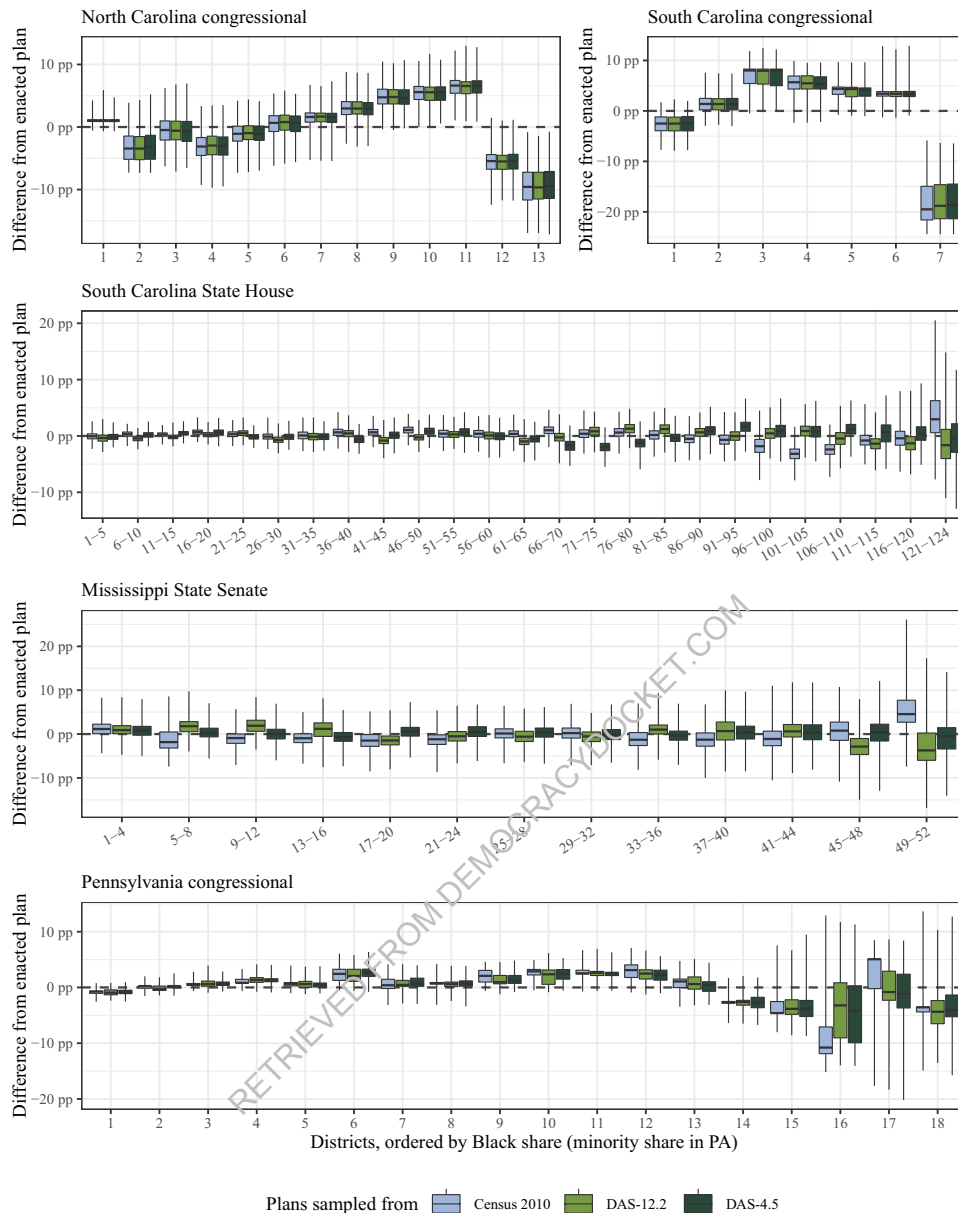 North Carolina congressional
South Carolina congressional
Difference from enacted plan
10 pp
0 pp
−10 pp
1 2 3 4 5 6 7 8 9 10 11 12 13
Difference from enacted plan
10 pp
0 pp
−10 pp
−20 pp
1 2 3 4 5 6 7
South Carolina State House
Difference from enacted plan
20 pp
10 pp
0 pp
−10 pp
1−5 6−10 11−15 16−20 21−25 26−30 31−35 36−40 41−45 46−50 51−55 56−60 61−65 66−70 71−75 76−80 81−85 86−90 91−95 96−100 101−105 106−110 111−115 116−120 121−124
Mississippi State Senate
Difference from enacted plan
20 pp
10 pp
0 pp
−10 pp
1−4 5−8 9−12 13−16 17−20 21−24 25−28 29−32 33−36 37−40 41−44 45−48 49−52
Pennsylvania congressional
Difference from enacted plan
10 pp
0 pp
−10 pp
−20 pp
1 2 3 4 5 6 7 8 9 10 11 12 13 14 15 16 17 18
Districts, ordered by Black share (minority share in PA)
Plans sampled from Census 2010 DAS-12.2 DAS-4.5
RETRIEVED FROM DEMOCRACYDOCKET.COM